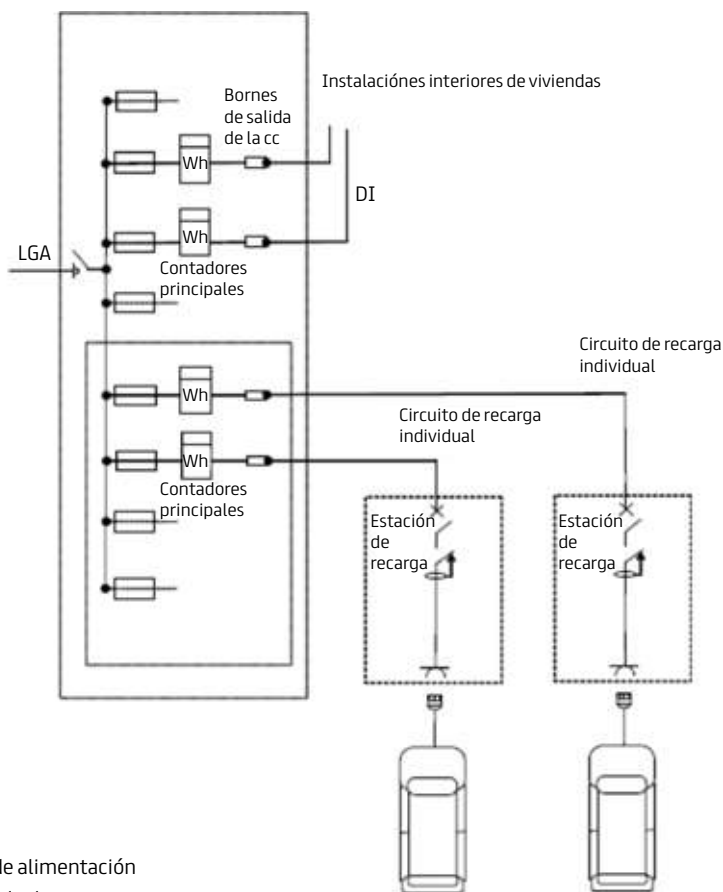 Instalaciónes interiores de viviendas
Bornes
de salida
de la cc
Wh
DI
Wh
LGA
Contadores
principales
Circuito de recarga
individual
Wh
Circuito de recarga
individual
Wh
Contadores
principales
Estación
de
recarga
Estación
de
recarga
de alimentación